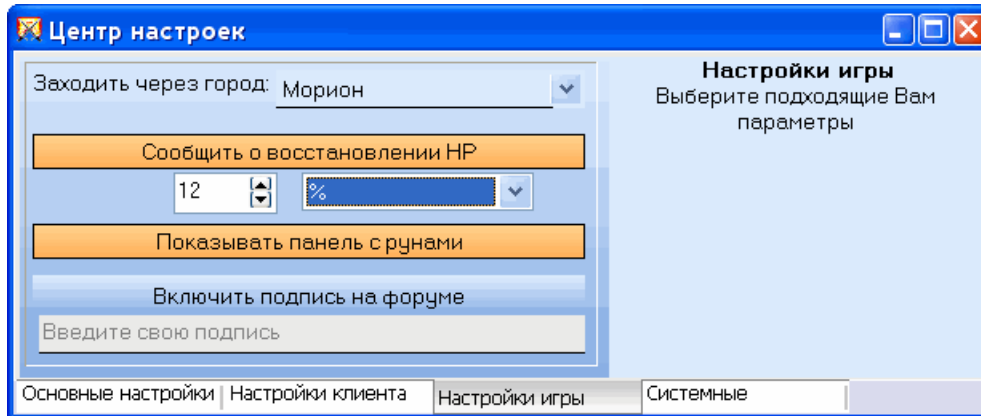 Центр настроек
Заходить через город: Морион
Сообщить о восстановлении HP
12 %
Показывать панель с рунами
Включить подпись на форуме
Введите свою подпись
Настройки игры
Выберите подходящие Вам
параметры
Основные настройки Настройки клиента Настройки игры Системные